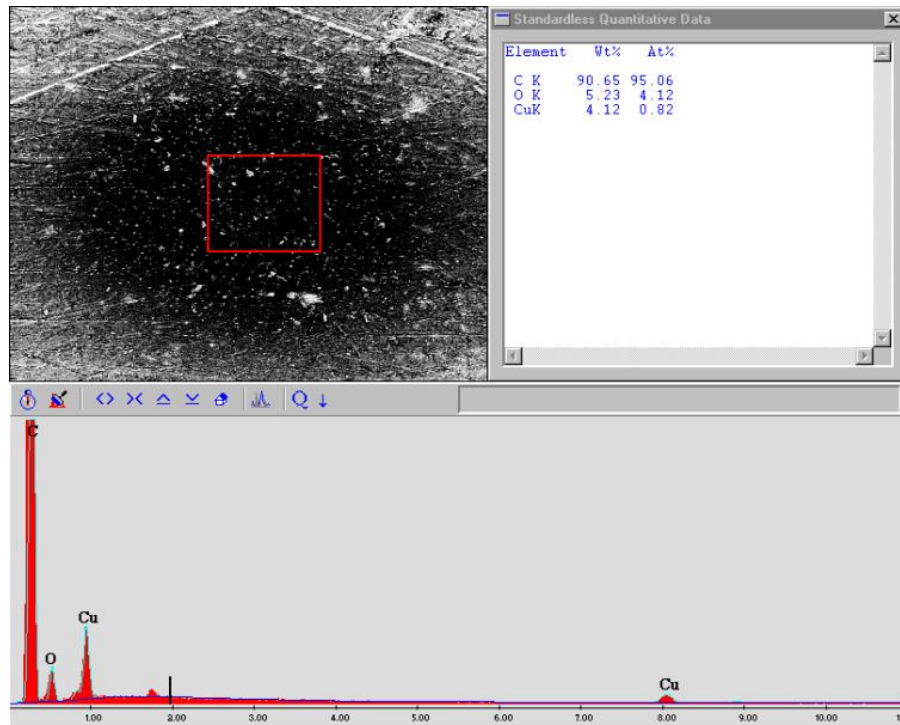 Standardless Quantitative Data
Element Wt% At%
C K 90.65 95.06
O K 5.23 4.12
CuK 4.12 0.82
Q
C
O
Cu
Cu
1.00 2.00 3.00 4.00 5.00 6.00 7.00 8.00 9.00 10.00